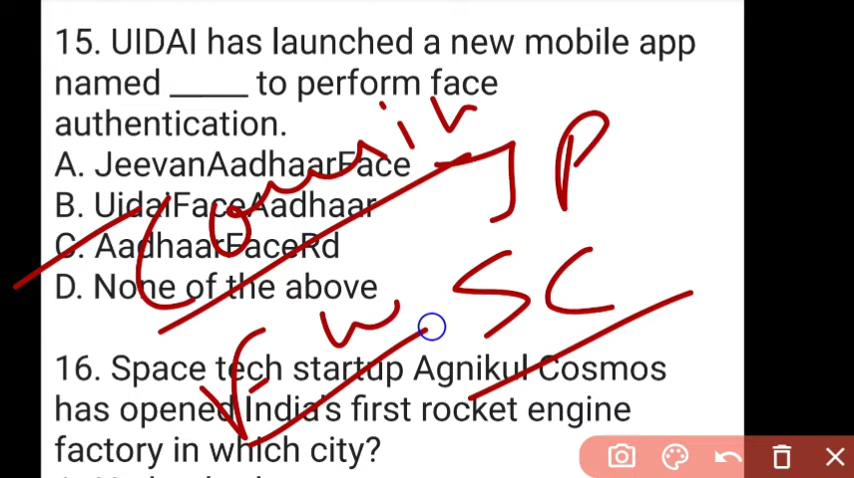 15. UIDAI has launched a new mobile app
named _____ to perform face
authentication.
A. JeevanAadhaarFace
B. UidaiFaceAadhaar
C. AadhaarFaceRd
D. None of the above
JP
SC
16. Space tech startup Agnikul Cosmos
has opened India's first rocket engine
factory in which city?